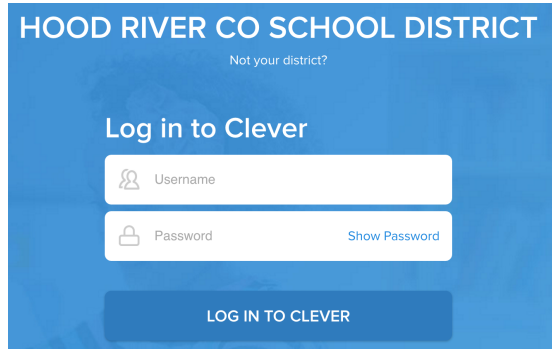 HOOD RIVER CO SCHOOL DISTRICT
Not your district?
Log in to Clever
Username
Password Show Password
LOG IN TO CLEVER